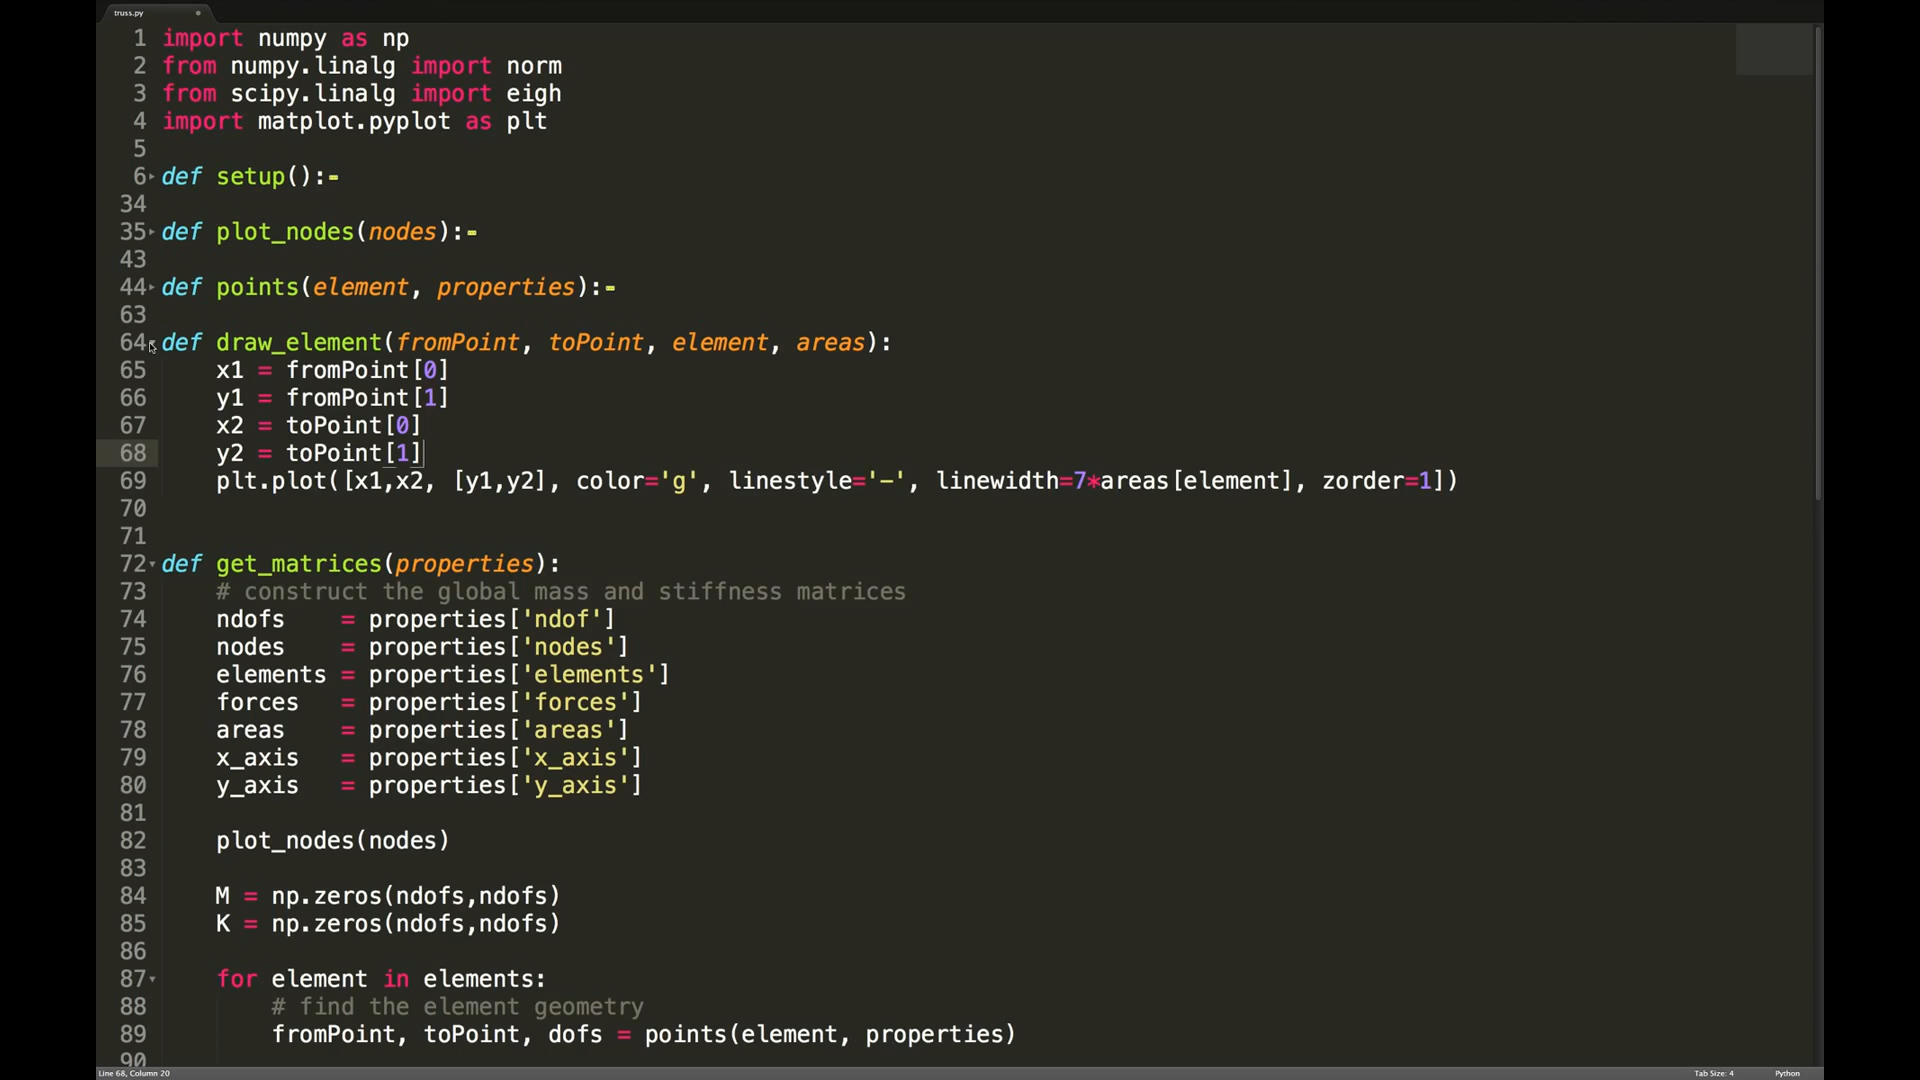 truss.py
1 import numpy as np
2 from numpy.linalg import norm
3 from scipy.linalg import eigh
4 import matplot.pyplot as plt
5
6 def setup():
34
35 def plot_nodes(nodes):
43
44 def points(element, properties):
63
64 def draw_element(fromPoint, toPoint, element, areas):
65     x1 = fromPoint[0]
66     y1 = fromPoint[1]
67     x2 = toPoint[0]
68     y2 = toPoint[1]
69     plt.plot([x1,x2, [y1,y2], color='g', linestyle='-', linewidth=7*areas[element], zorder=1])
70
71
72 def get_matrices(properties):
73     # construct the global mass and stiffness matrices
74     ndofs    = properties['ndof']
75     nodes    = properties['nodes']
76     elements = properties['elements']
77     forces   = properties['forces']
78     areas    = properties['areas']
79     x_axis   = properties['x_axis']
80     y_axis   = properties['y_axis']
81
82     plot_nodes(nodes)
83
84     M = np.zeros(ndofs,ndofs)
85     K = np.zeros(ndofs,ndofs)
86
87     for element in elements:
88         # find the element geometry
89         fromPoint, toPoint, dofs = points(element, properties)
90
Line 68, Column 20
Tab Size: 4
Python